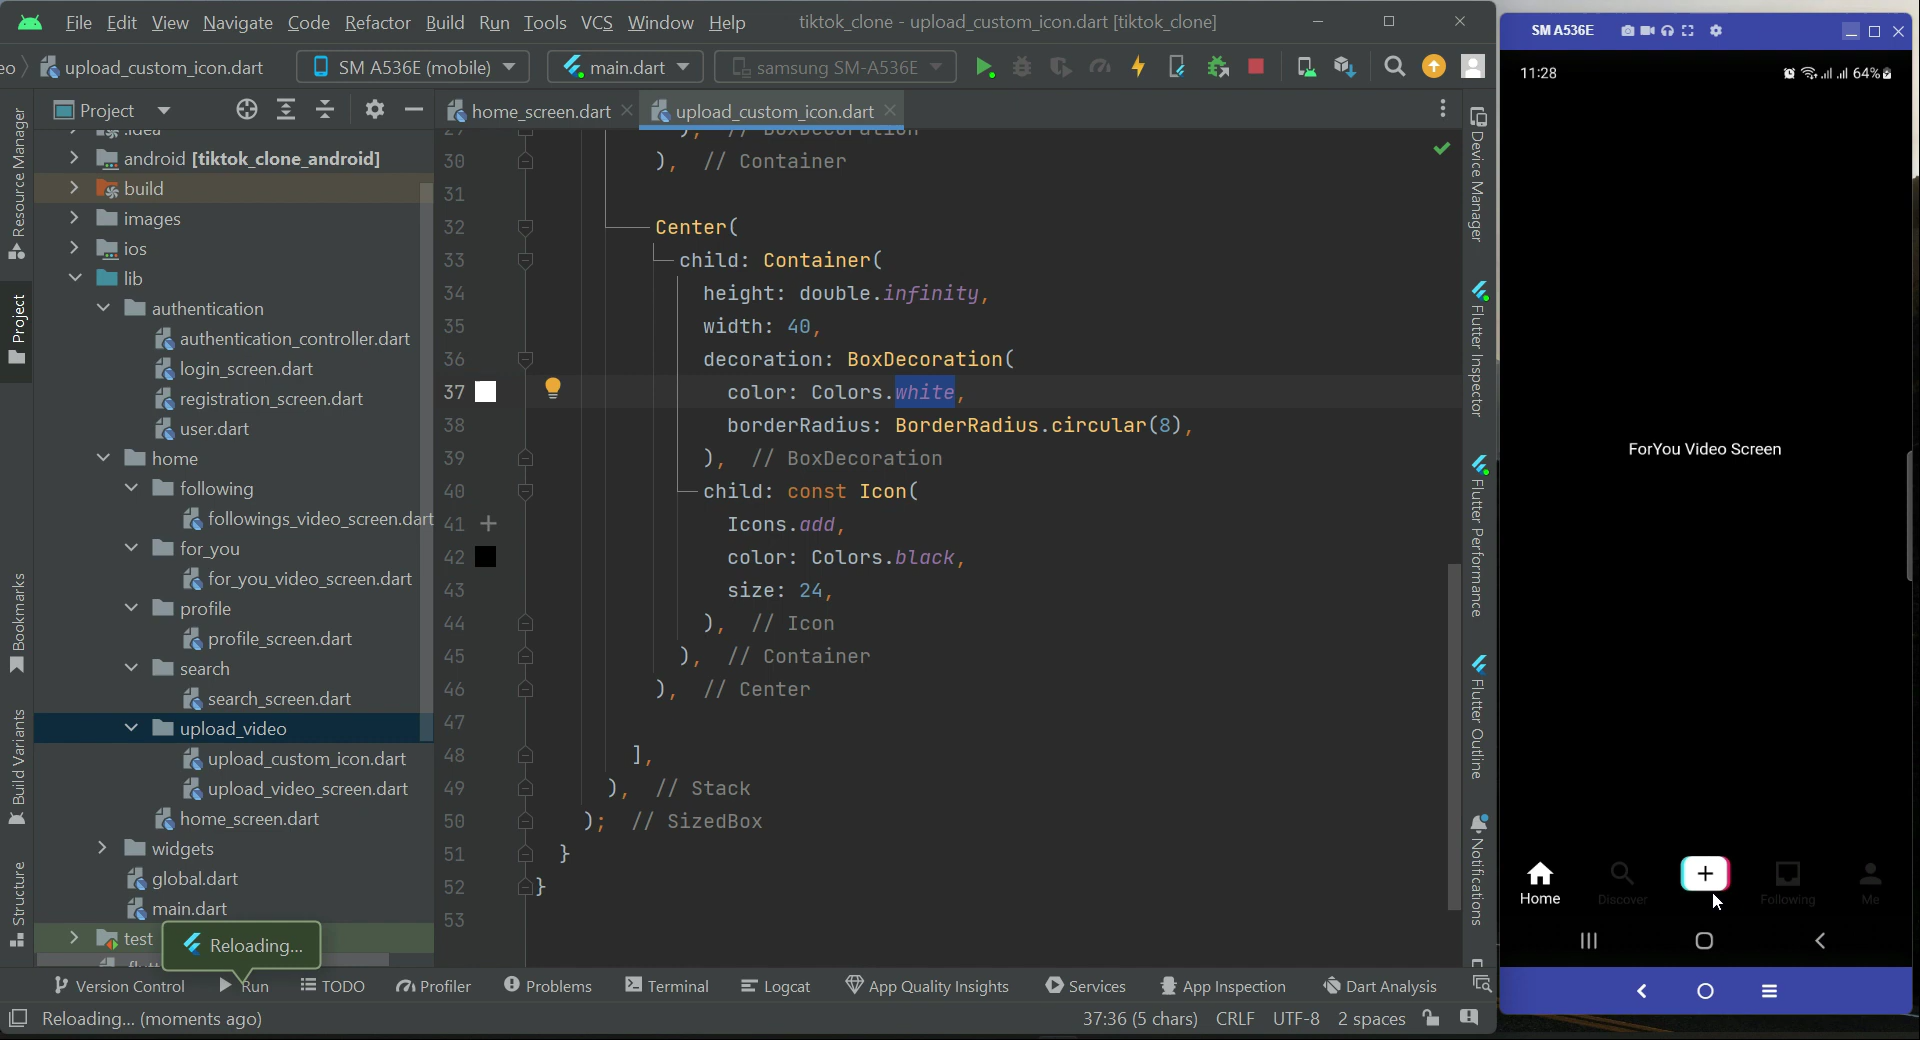 File Edit View Navigate Code Refactor Build Run Tools VCS Window Help
tiktok_clone - upload_custom_icon.dart [tiktok_clone]
eo
upload_custom_icon.dart
SM A536E (mobile)
main.dart
samsung SM-A536E
Project
home_screen.dart
upload_custom_icon.dart
Resource Manager
Project
Bookmarks
Build Variants
Structure
.idea
android [tiktok_clone_android]
build
images
ios
lib
authentication
authentication_controller.dart
login_screen.dart
registration_screen.dart
user.dart
home
following
followings_video_screen.dart
for_you
for_you_video_screen.dart
profile
profile_screen.dart
search
search_screen.dart
upload_video
upload_custom_icon.dart
upload_video_screen.dart
home_screen.dart
widgets
global.dart
main.dart
test
Reloading...
29 ), // BoxDecoration
30 ), // Container
31
32 Center(
33 child: Container(
34 height: double.infinity,
35 width: 40,
36 decoration: BoxDecoration(
37 color: Colors.white,
38 borderRadius: BorderRadius.circular(8),
39 ), // BoxDecoration
40 child: const Icon(
41 Icons.add,
42 color: Colors.black,
43 size: 24,
44 ), // Icon
45 ), // Container
46 ), // Center
47
48 ],
49 ), // Stack
50 ); // SizedBox
51 }
52 }
53
Device Manager
Flutter Inspector
Flutter Performance
Flutter Outline
Notifications
Version Control
Run
TODO
Profiler
Problems
Terminal
Logcat
App Quality Insights
Services
App Inspection
Dart Analysis
Reloading... (moments ago)
37:36 (5 chars) CRLF UTF-8 2 spaces
SM A536E
11:28
64%
ForYou Video Screen
Home
Discover
Following
Me